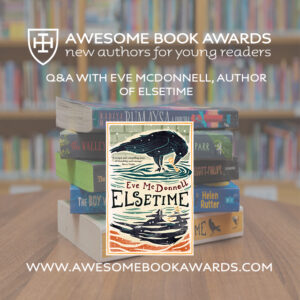 AWESOME BOOK AWARDS
new authors for young readers
Q&A WITH EVE MCDONNELL, AUTHOR
OF ELSETIME
Eve McDonnell
ELSETIME
Helen
Rutter
WWW.AWESOMEBOOKAWARDS.COM